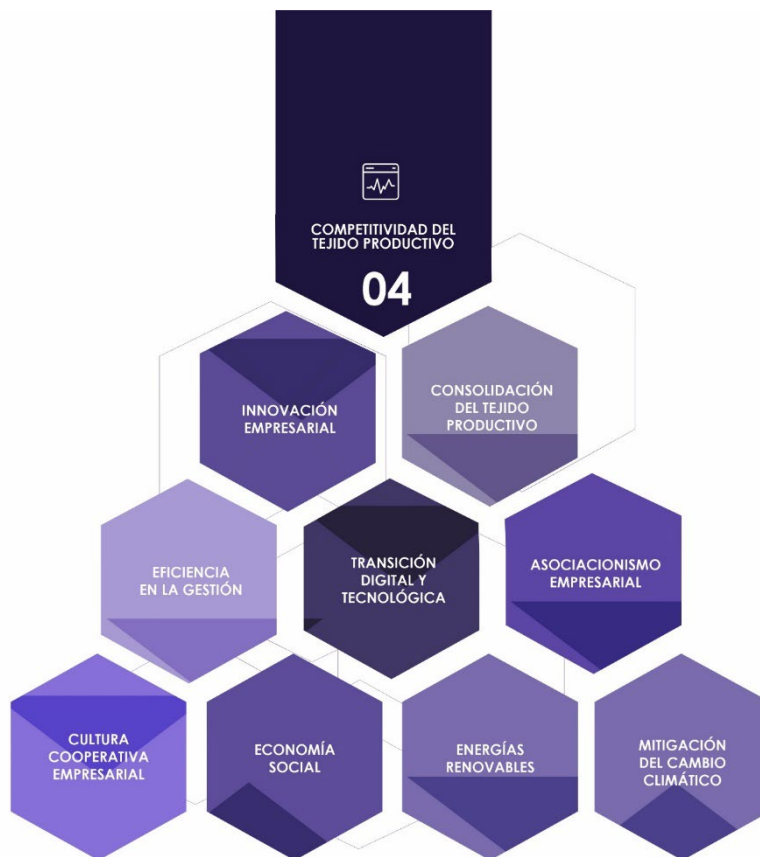 COMPETITIVIDAD DEL
TEJIDO PRODUCTIVO
04
INNOVACIÓN
EMPRESARIAL
CONSOLIDACIÓN
DEL TEJIDO
PRODUCTIVO
EFICIENCIA
EN LA GESTIÓN
TRANSICIÓN
DIGITAL Y
TECNOLÓGICA
ASOCIACIONISMO
EMPRESARIAL
CULTURA
COOPERATIVA
EMPRESARIAL
ECONOMÍA
SOCIAL
ENERGÍAS
RENOVABLES
MITIGACIÓN
DEL CAMBIO
CLIMÁTICO